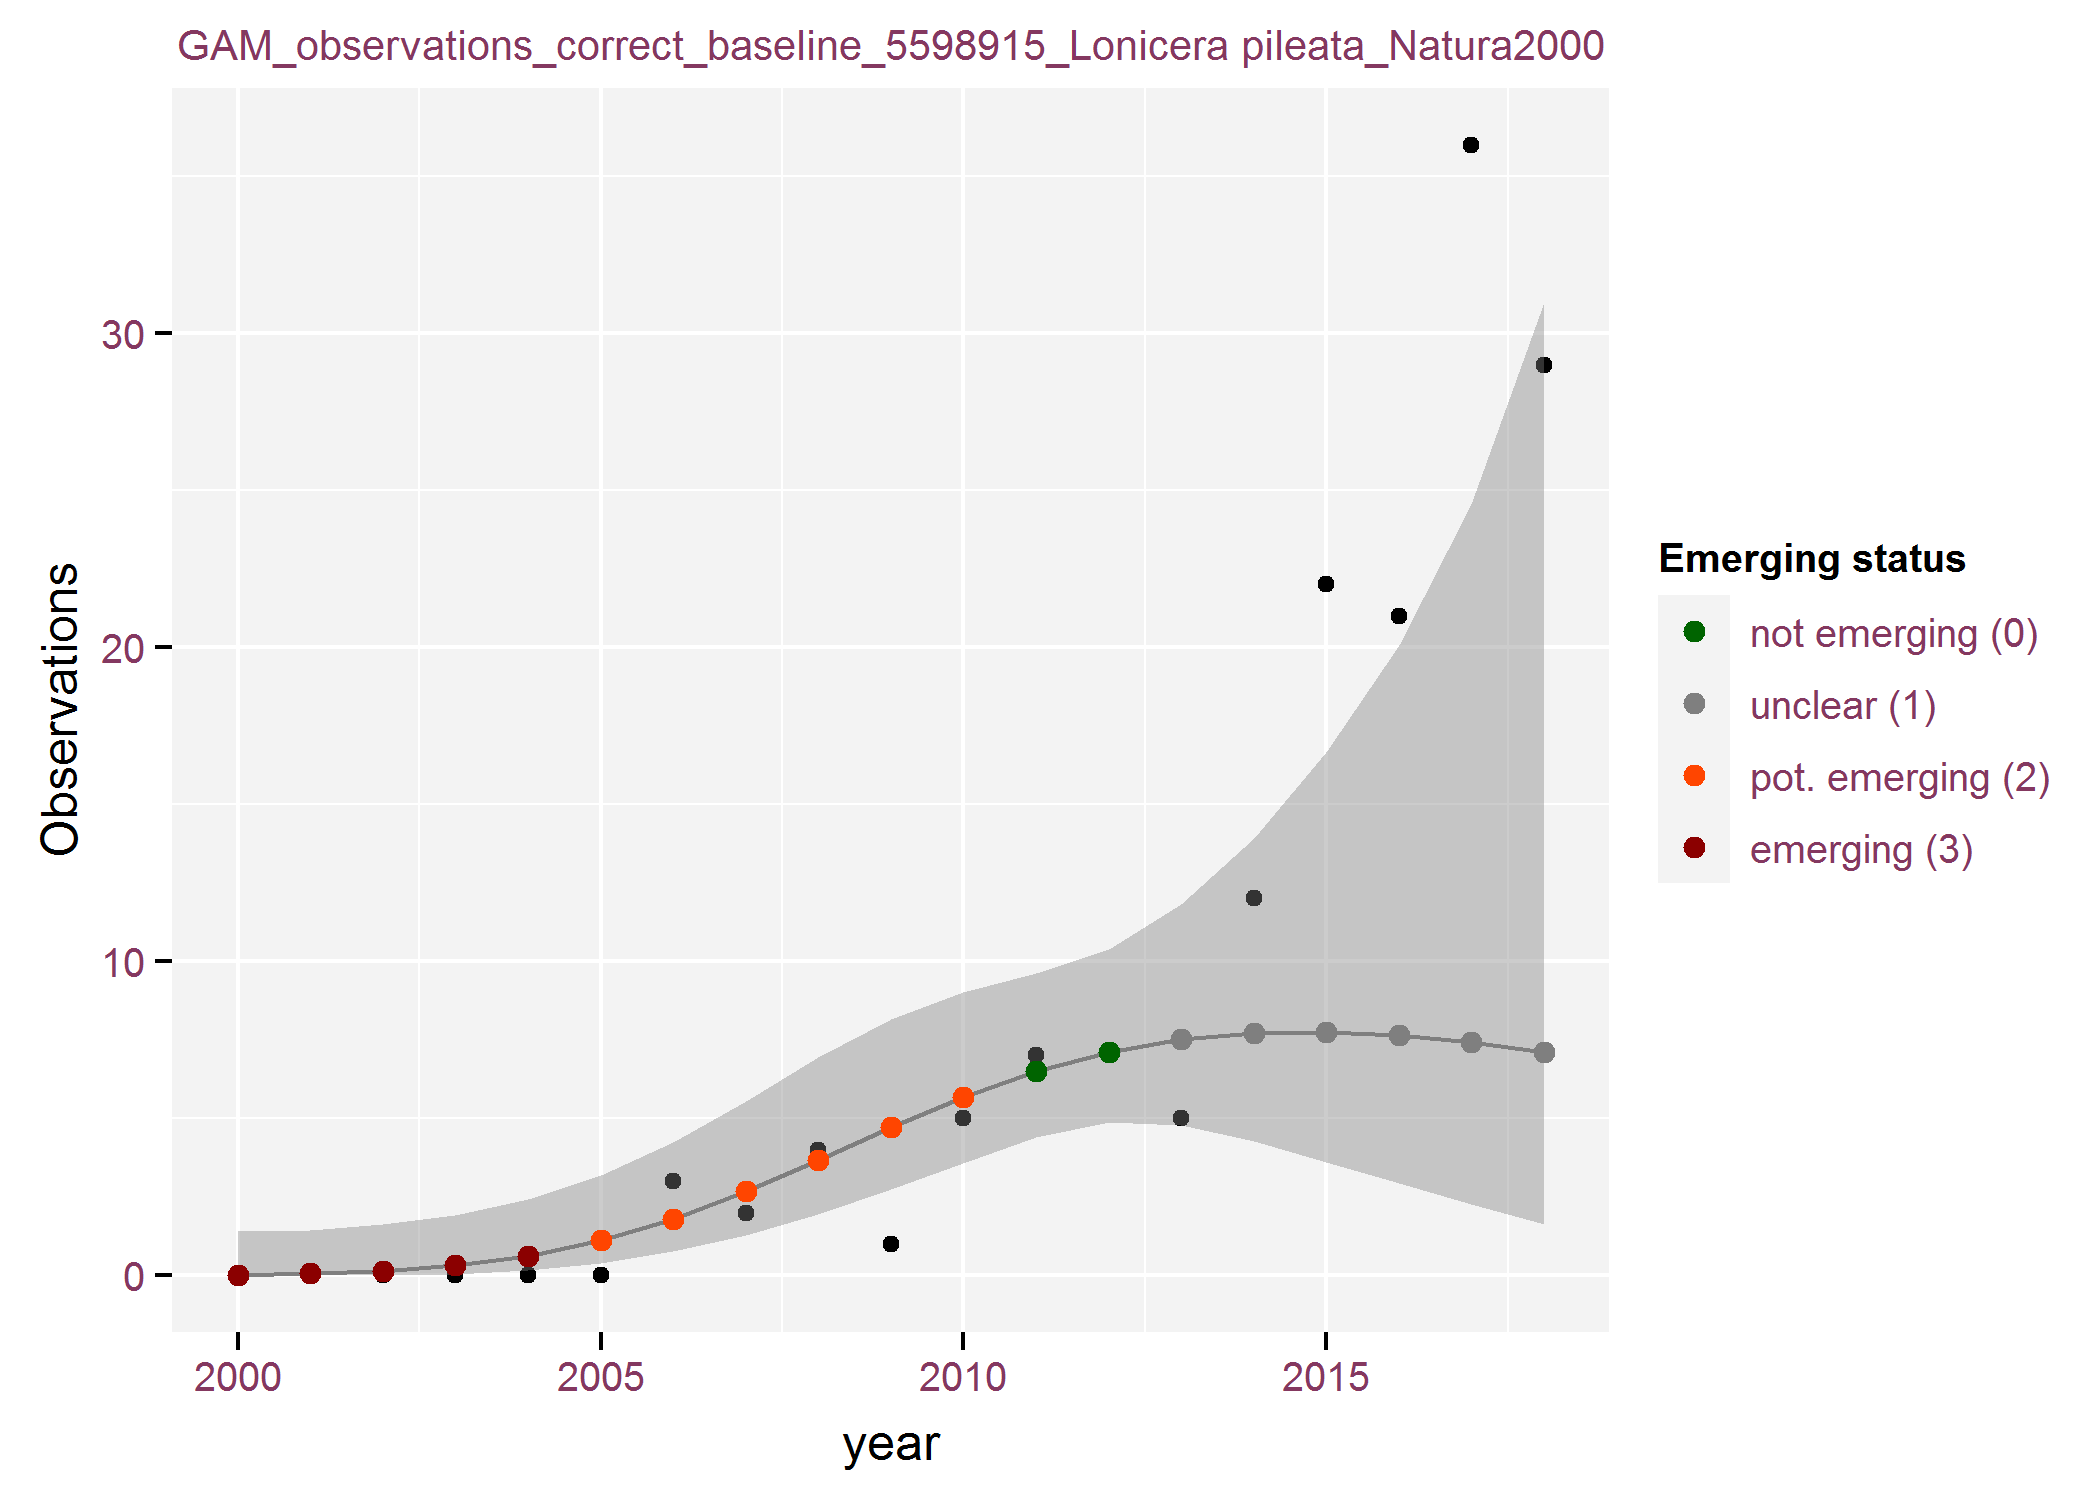 GAM_observations_correct_baseline_5598915_Lonicera pileata_Natura2000
30
20
10
0
Observations
2000
2005
2010
2015
year
Emerging status
not emerging (0)
unclear (1)
pot. emerging (2)
emerging (3)